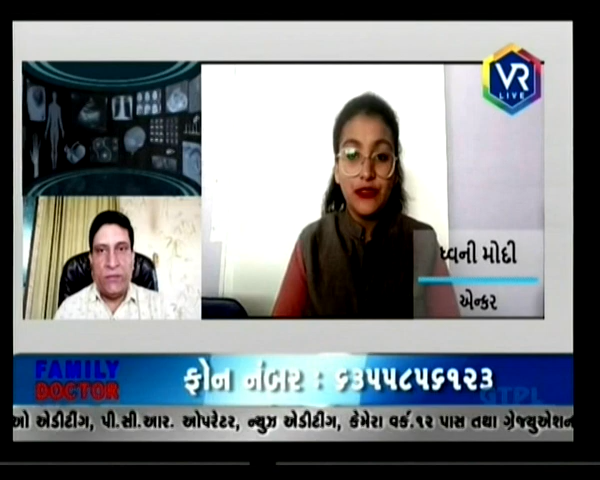 VR
LIVE
ધ્વની મોદી
એન્કર
FAMILY
DOCTOR
ફોન નંબર : ૬૩૫૫૮૫૬૧૨૩
GTPL
ઓ એડીટીંગ, પી.સી.આર. ઓપરેટર, ન્યુઝ એડીટીંગ, કેમેરા વર્ક.૧૨ પાસ તથા ગ્રેજ્યુએશન